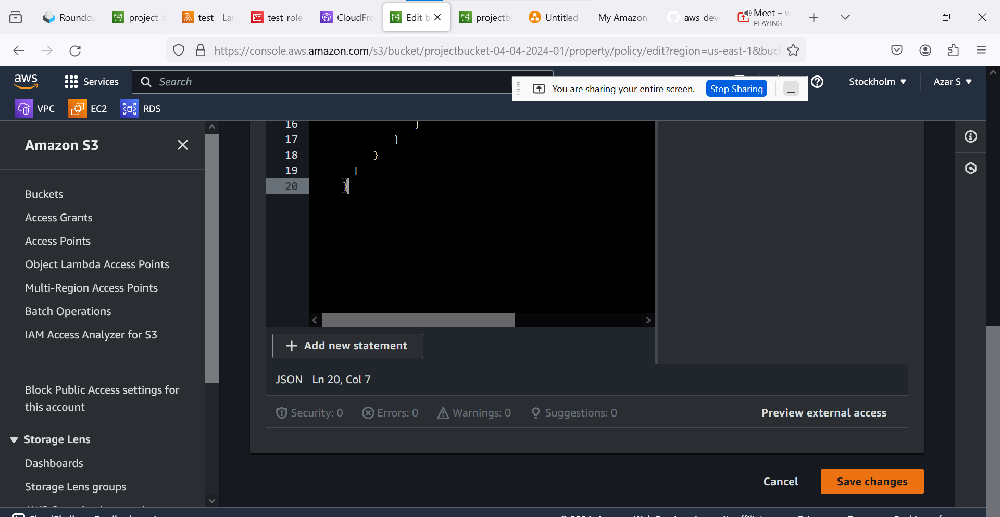 Roundcu
project-b
test - Lar
test-role
CloudFro
Edit b
projectbu
Untitled
My Amazon
aws-deve
Meet – w
PLAYING
https://console.aws.amazon.com/s3/bucket/projectbucket-04-04-2024-01/property/policy/edit?region=us-east-1&buck
aws
Services
Search
You are sharing your entire screen.
Stop Sharing
Stockholm
Azar S
VPC
EC2
RDS
Amazon S3
Buckets
Access Grants
Access Points
Object Lambda Access Points
Multi-Region Access Points
Batch Operations
IAM Access Analyzer for S3
Block Public Access settings for
this account
Storage Lens
Dashboards
Storage Lens groups
16 }
17 }
18 }
19 ]
20 }
+ Add new statement
JSON Ln 20, Col 7
Security: 0
Errors: 0
Warnings: 0
Suggestions: 0
Preview external access
Cancel
Save changes